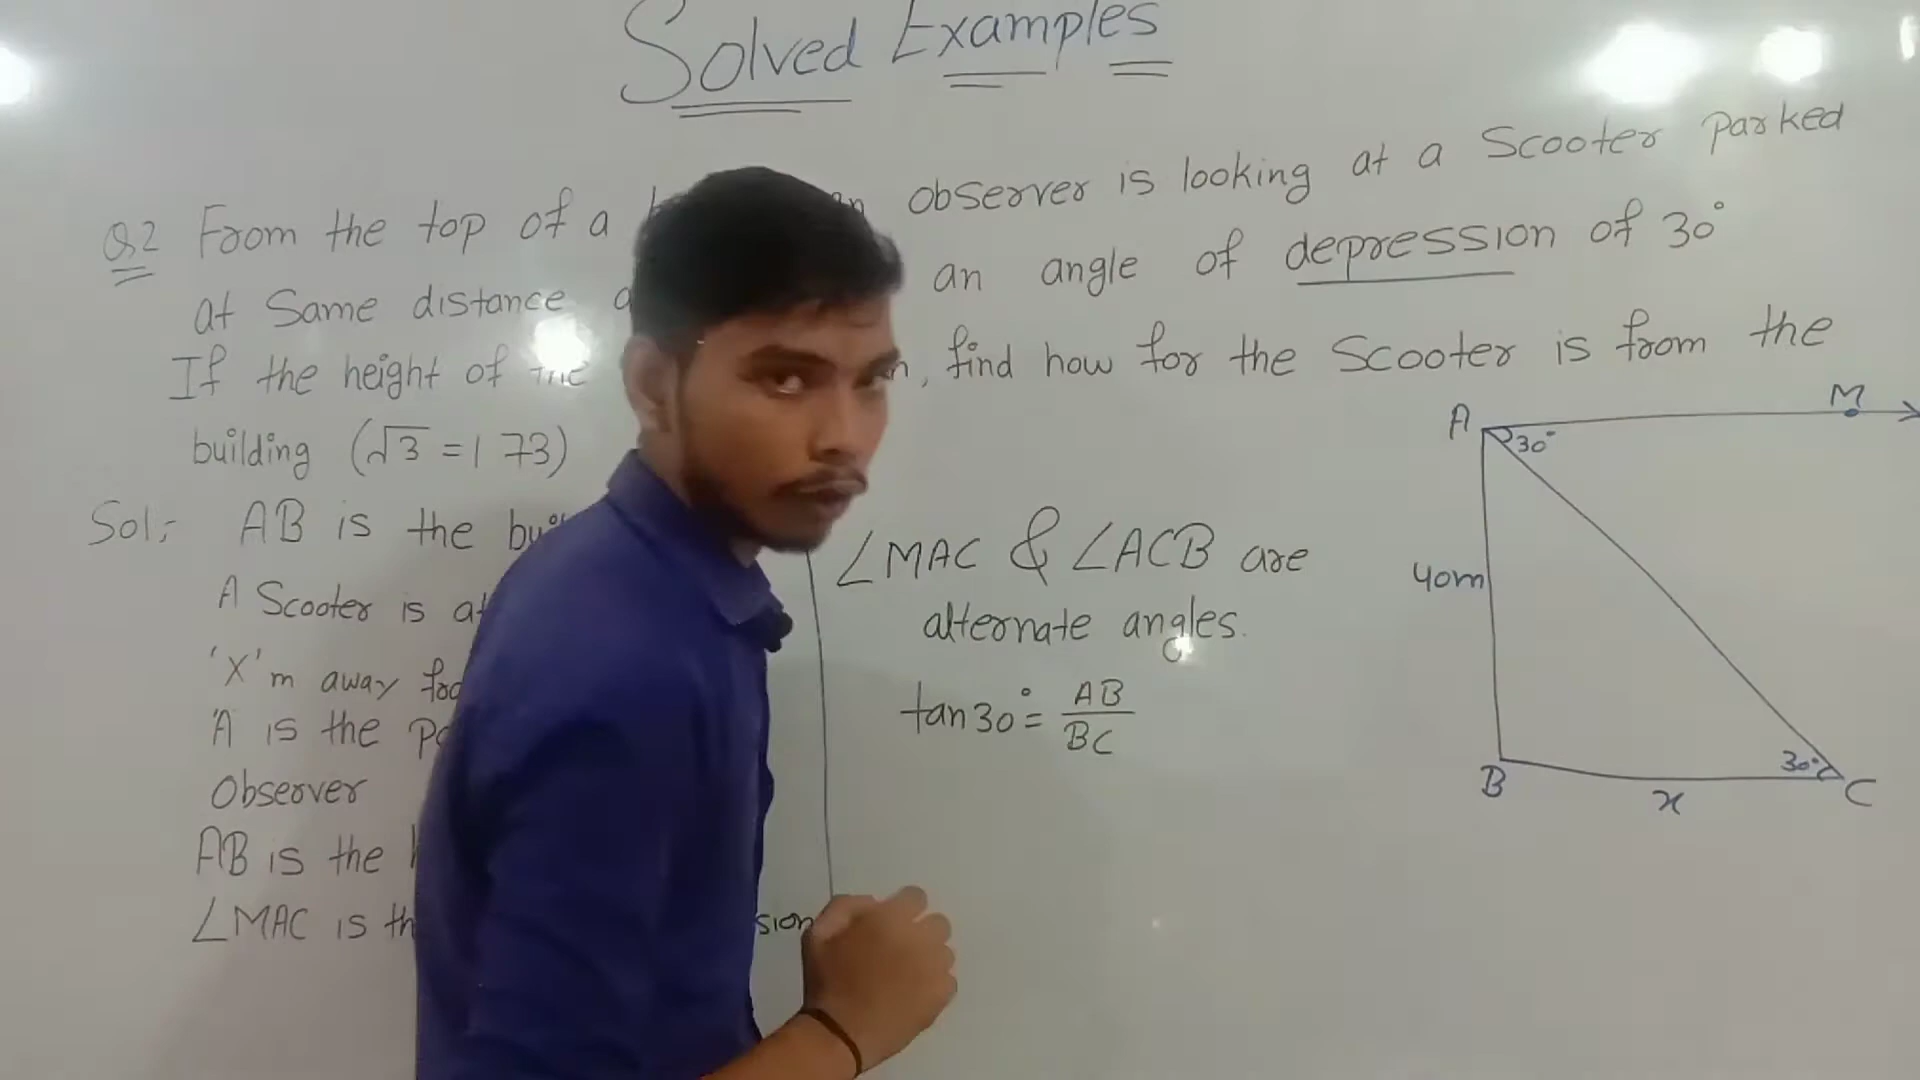 Solved Examples
Q.2 From the top of a observer is looking at a Scooter parked
at Same distance an angle of depression of 30°
If the height of the , find how for the Scooter is from the
building (√3 = 1 73)
Sol:- AB is the
A Scooter is at
'x' m away
'A is the
Observer
AB is the
∠MAC is
∠MAC & ∠ACB are
alternate angles.
tan 30° = AB/BC
M
A 30°
40m
30°
B x C